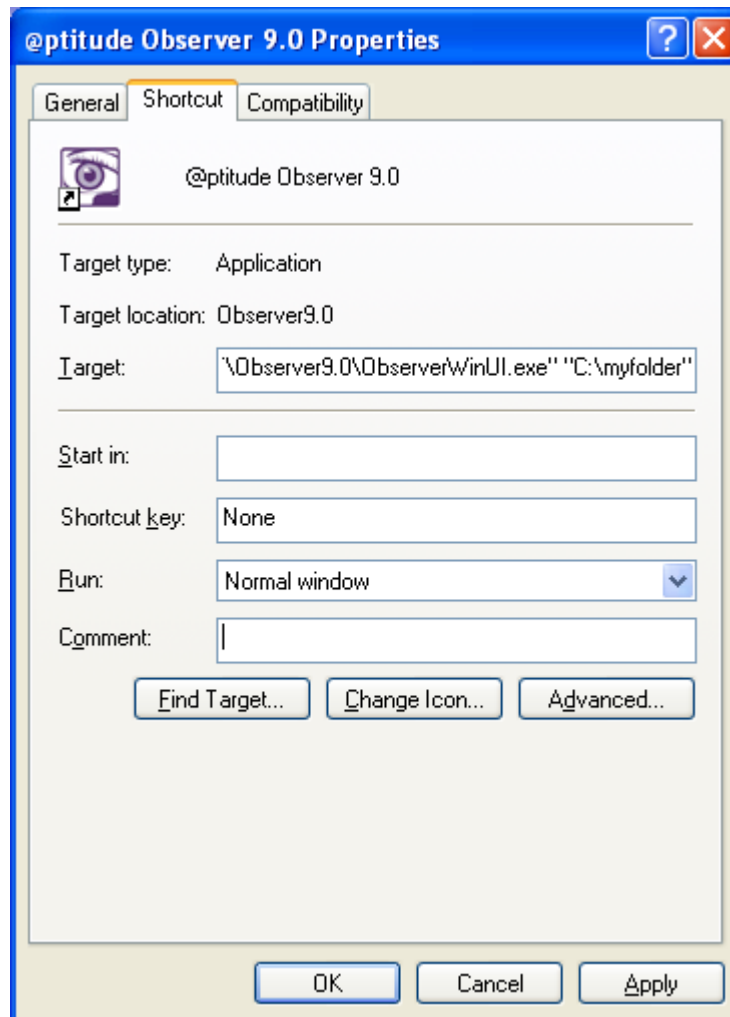 @ptitude Observer 9.0 Properties
General Shortcut Compatibility
@ptitude Observer 9.0
Target type: Application
Target location: Observer9.0
Target: \Observer9.0\ObserverWinUI.exe" "C:\myfolder"
Start in:
Shortcut key: None
Run: Normal window
Comment:
Find Target... Change Icon... Advanced...
OK Cancel Apply